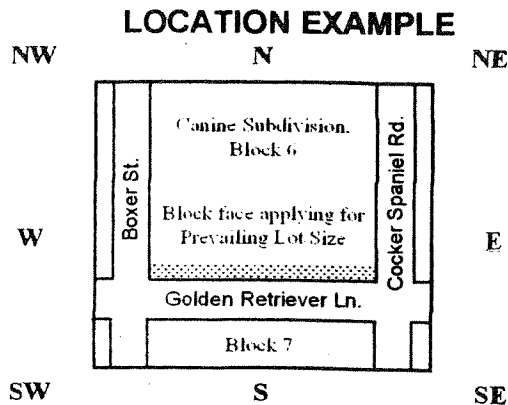 LOCATION EXAMPLE
NW N NE
Canine Subdivision,
Block 6
Boxer St.
Cocker Spaniel Rd.
Block face applying for
Prevailing Lot Size
W E
Golden Retriever Ln.
Block 7
SW S SE